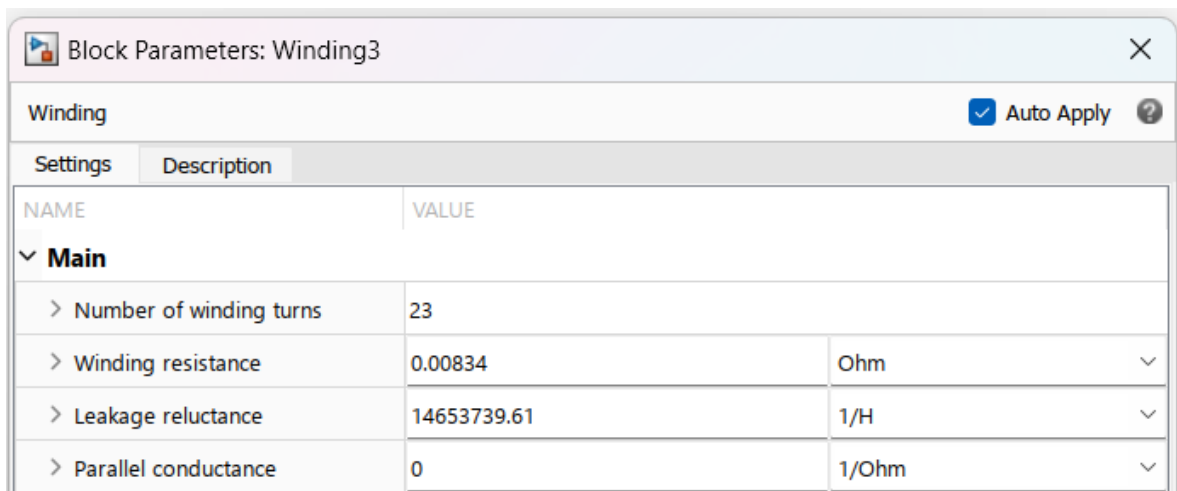 Block Parameters: Winding3
Winding Auto Apply
Settings Description
NAME VALUE
Main
Number of winding turns 23
Winding resistance 0.00834 Ohm
Leakage reluctance 14653739.61 1/H
Parallel conductance 0 1/Ohm